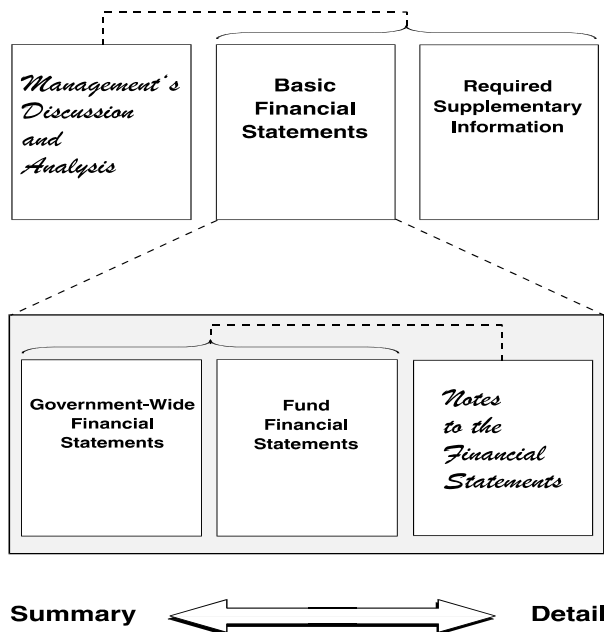 Management's
Discussion
and
Analysis
Basic
Financial
Statements
Required
Supplementary
Information
Government-Wide
Financial
Statements
Fund
Financial
Statements
Notes
to the
Financial
Statements
Summary
Detail